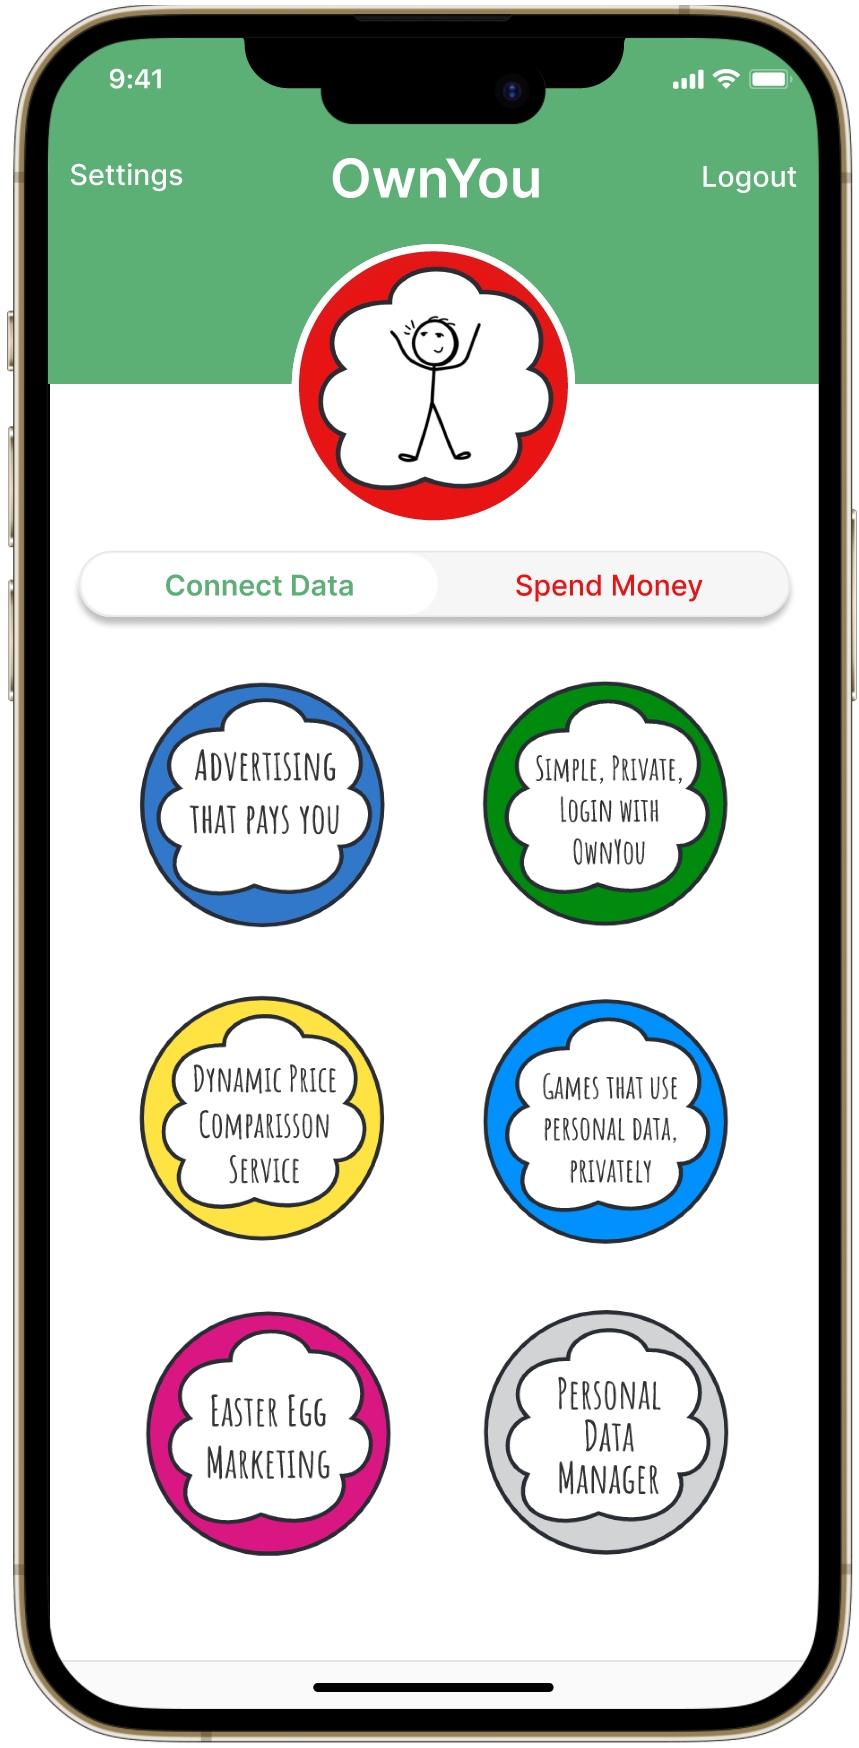 9:41
Settings
OwnYou
Logout
Connect Data
Spend Money
Advertising
that pays you
Simple, Private,
Login with
OwnYou
Dynamic Price
Comparisson
Service
Games that use
personal data,
privately
Easter Egg
Marketing
Personal
Data
Manager